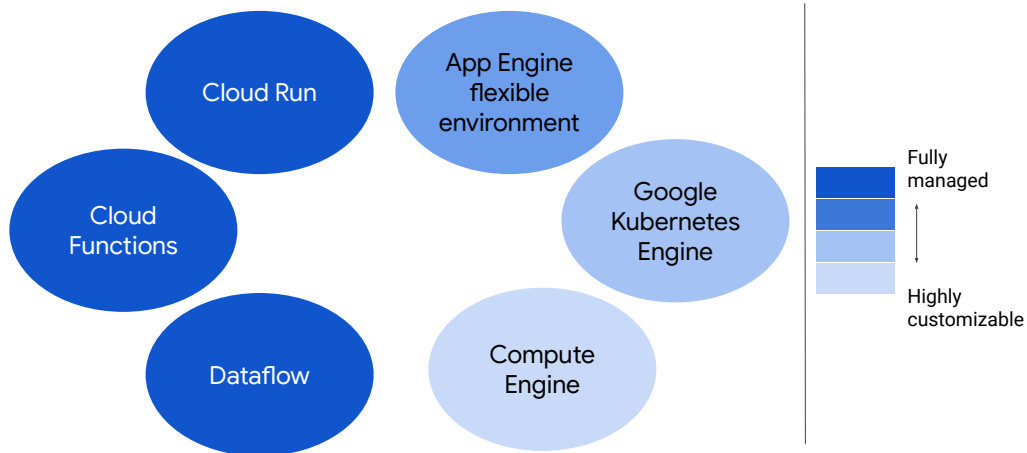 Cloud Run
App Engine
flexible
environment
Cloud
Functions
Google
Kubernetes
Engine
Dataflow
Compute
Engine
Fully
managed
Highly
customizable